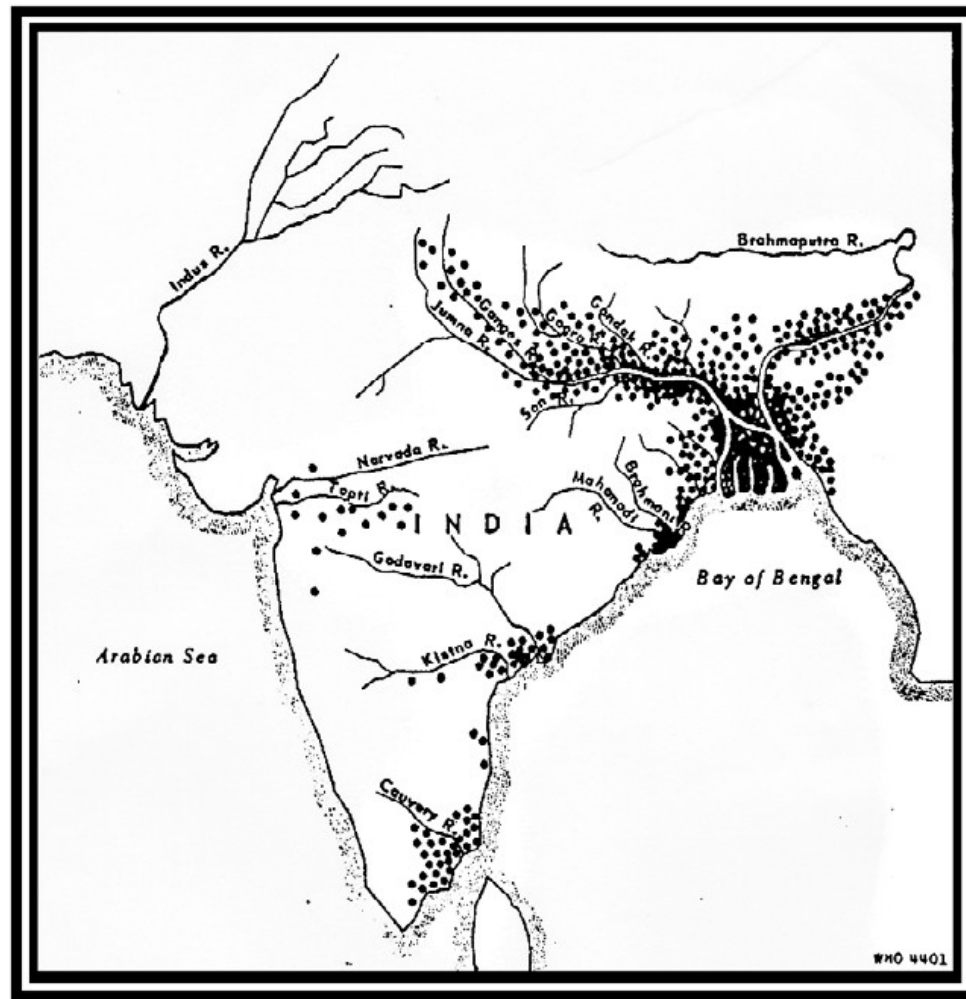 Brahmaputra R.
Indus R.
Jumna R.
Ganga R.
Gogra R.
Gandak R.
Son R.
Narvada R.
Tapti R.
INDIA
Mahanadi
R.
Brahmani R.
Godavari R.
Bay of Bengal
Arabian Sea
Kistna R.
Cauvery R.
WHO 4401